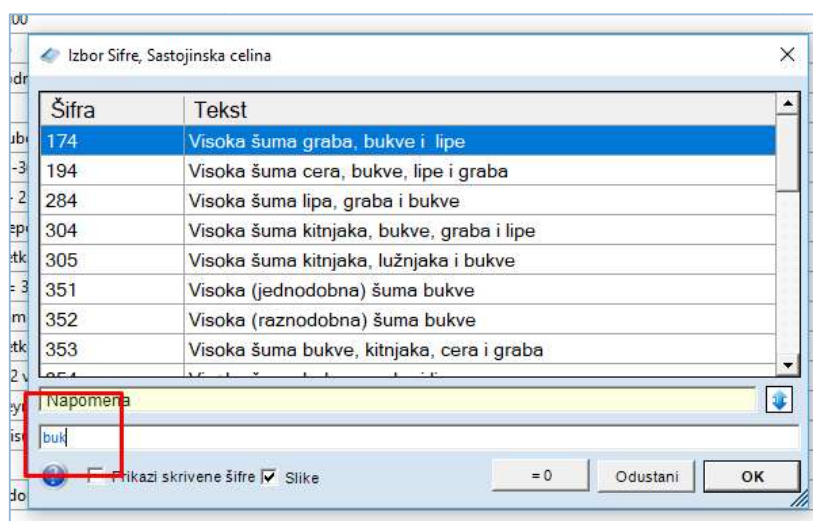 00
Izbor Sifre, Sastojinska celina
Šifra Tekst
174 Visoka šuma graba, bukve i lipe
194 Visoka šuma cera, bukve, lipe i graba
284 Visoka šuma lipa, graba i bukve
304 Visoka šuma kitnjaka, bukve, graba i lipe
305 Visoka šuma kitnjaka, lužnjaka i bukve
351 Visoka (jednodobna) šuma bukve
352 Visoka (raznodobna) šuma bukve
353 Visoka šuma bukve, kitnjaka, cera i graba
Napomena
buk
Prikazi skrivene šifre Slike = 0 Odustani OK